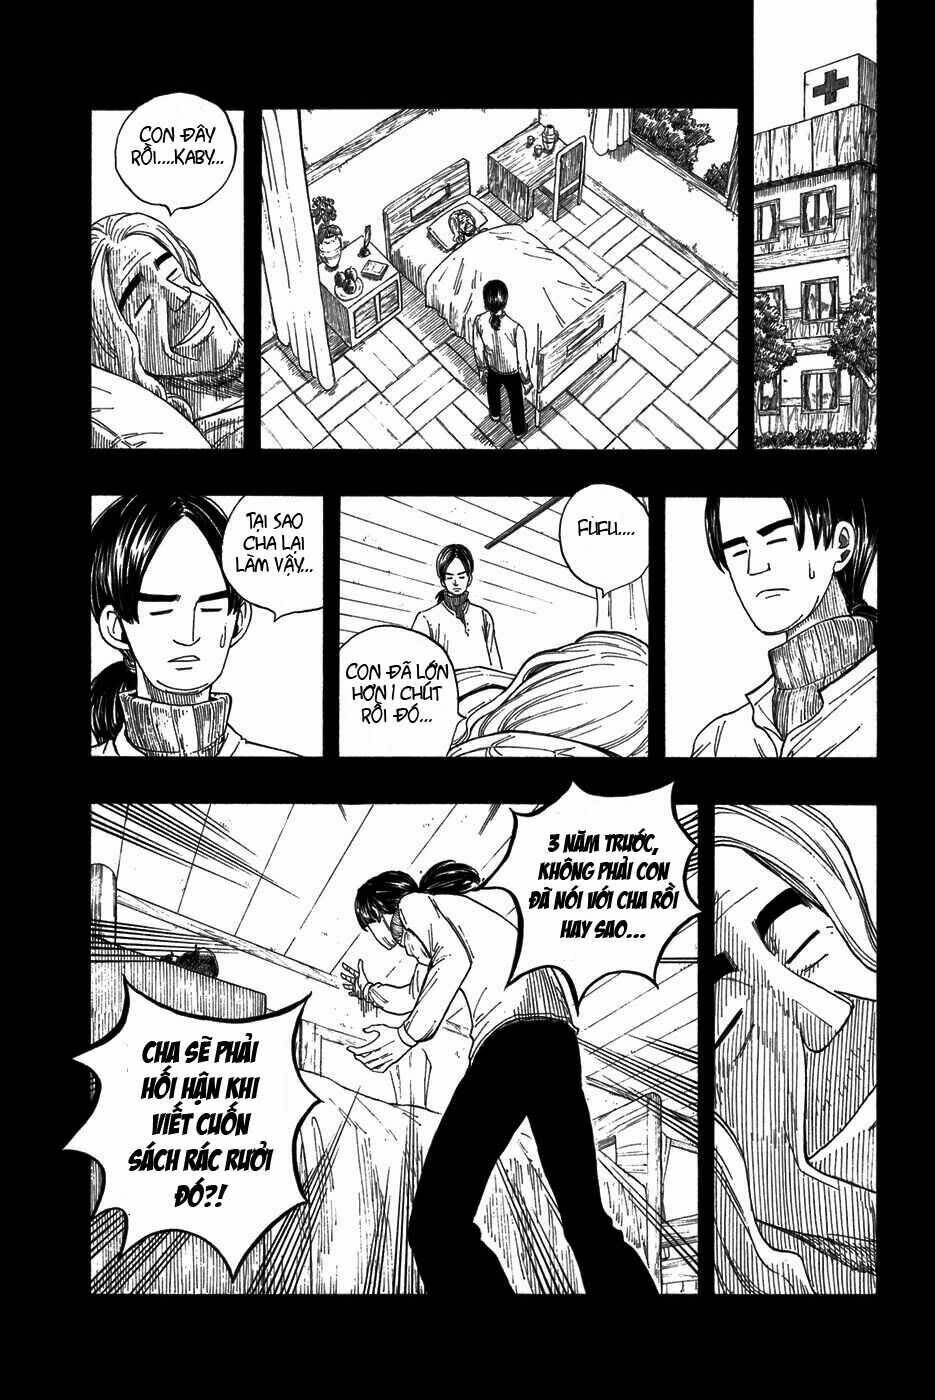 CON ĐÂY
RỒI....KABY...
FUFU....
CON ĐÃ LỚN
HƠN 1 CHÚT
RỒI ĐÓ...
TẠI SAO
CHA LẠI
LÀM VẬY...
3 NĂM TRƯỚC,
KHÔNG PHẢI CON
ĐÃ NÓI VỚI CHA RỒI
HAY SAO...
CHA SẼ PHẢI
HỐI HẬN KHI
VIẾT CUỐN
SÁCH RÁC RƯỞI
ĐÓ?!